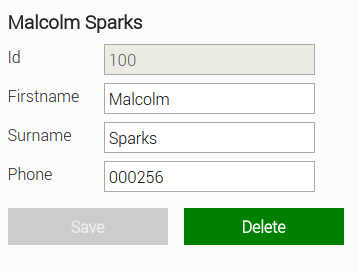 Malcolm Sparks
Id 100
Firstname Malcolm
Surname Sparks
Phone 000256
Save Delete